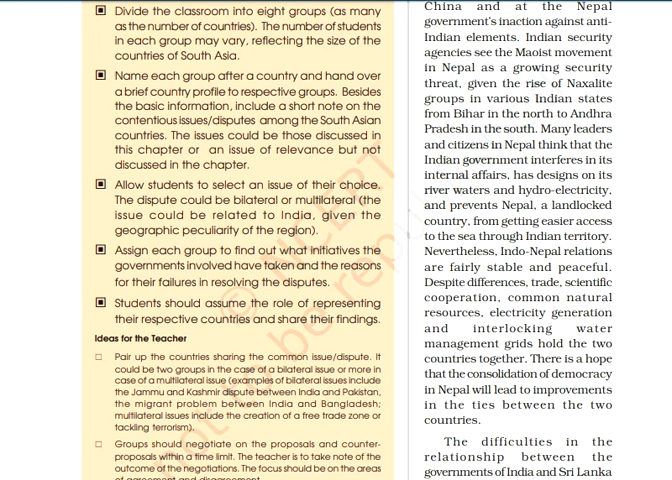 Divide the classroom into eight groups (as many
as the number of countries). The number of students
in each group may vary, reflecting the size of the
countries of South Asia.
Name each group after a country and hand over
a brief country profile to respective groups. Besides
the basic information, include a short note on the
contentious issues/disputes among the South Asian
countries. The issues could be those discussed in
this chapter or an issue of relevance but not
discussed in the chapter.
Allow students to select an issue of their choice.
The dispute could be bilateral or multilateral (the
issue could be related to India, given the
geographic peculiarity of the region).
Assign each group to find out what initiatives the
governments involved have taken and the reasons
for their failures in resolving the disputes.
Students should assume the role of representing
their respective countries and share their findings.
Ideas for the Teacher
Pair up the countries sharing the common issue/dispute. It
could be two groups in the case of a bilateral issue or more in
case of a multilateral issue (examples of bilateral issues include
the Jammu and Kashmir dispute between India and Pakistan,
the migrant problem between India and Bangladesh;
multilateral issues include the creation of a free trade zone or
tackling terrorism).
Groups should negotiate on the proposals and counter-
proposals within a time limit. The teacher is to take note of the
outcome of the negotiations. The focus should be on the areas
of agreement and disagreement.
China and at the Nepal
government's inaction against anti-
Indian elements. Indian security
agencies see the Maoist movement
in Nepal as a growing security
threat, given the rise of Naxalite
groups in various Indian states
from Bihar in the north to Andhra
Pradesh in the south. Many leaders
and citizens in Nepal think that the
Indian government interferes in its
internal affairs, has designs on its
river waters and hydro-electricity,
and prevents Nepal, a landlocked
country, from getting easier access
to the sea through Indian territory.
Nevertheless, Indo-Nepal relations
are fairly stable and peaceful.
Despite differences, trade, scientific
cooperation, common natural
resources, electricity generation
and interlocking water
management grids hold the two
countries together. There is a hope
that the consolidation of democracy
in Nepal will lead to improvements
in the ties between the two
countries.
The difficulties in the
relationship between the
governments of India and Sri Lanka
© NCERT
not to be rep